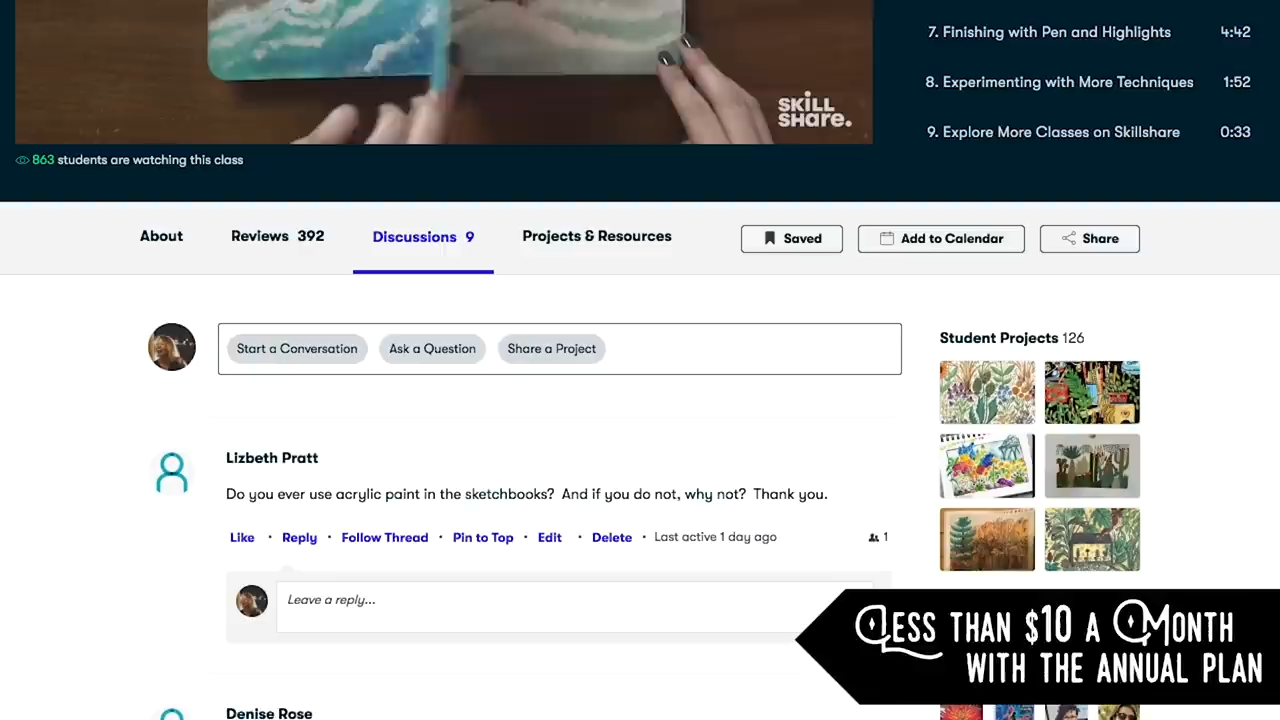 SKILL
SHARE.
7. Finishing with Pen and Highlights 4:42
8. Experimenting with More Techniques 1:52
9. Explore More Classes on Skillshare 0:33
863 students are watching this class
About Reviews 392 Discussions 9 Projects & Resources Saved Add to Calendar Share
Start a Conversation Ask a Question Share a Project
Student Projects 126
Lizbeth Pratt
Do you ever use acrylic paint in the sketchbooks? And if you do not, why not? Thank you.
Like · Reply · Follow Thread · Pin to Top · Edit · Delete · Last active 1 day ago 1
Leave a reply...
Denise Rose
LESS THAN $10 A MONTH
WITH THE ANNUAL PLAN